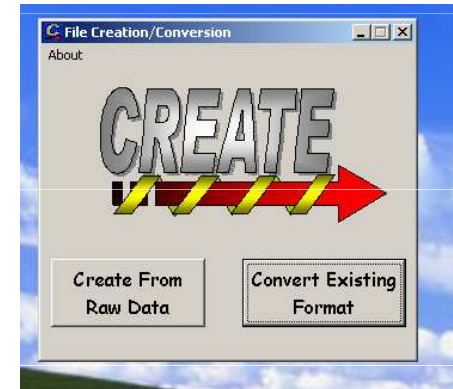 File Creation/Conversion
About
CREATE
Create From
Raw Data
Convert Existing
Format